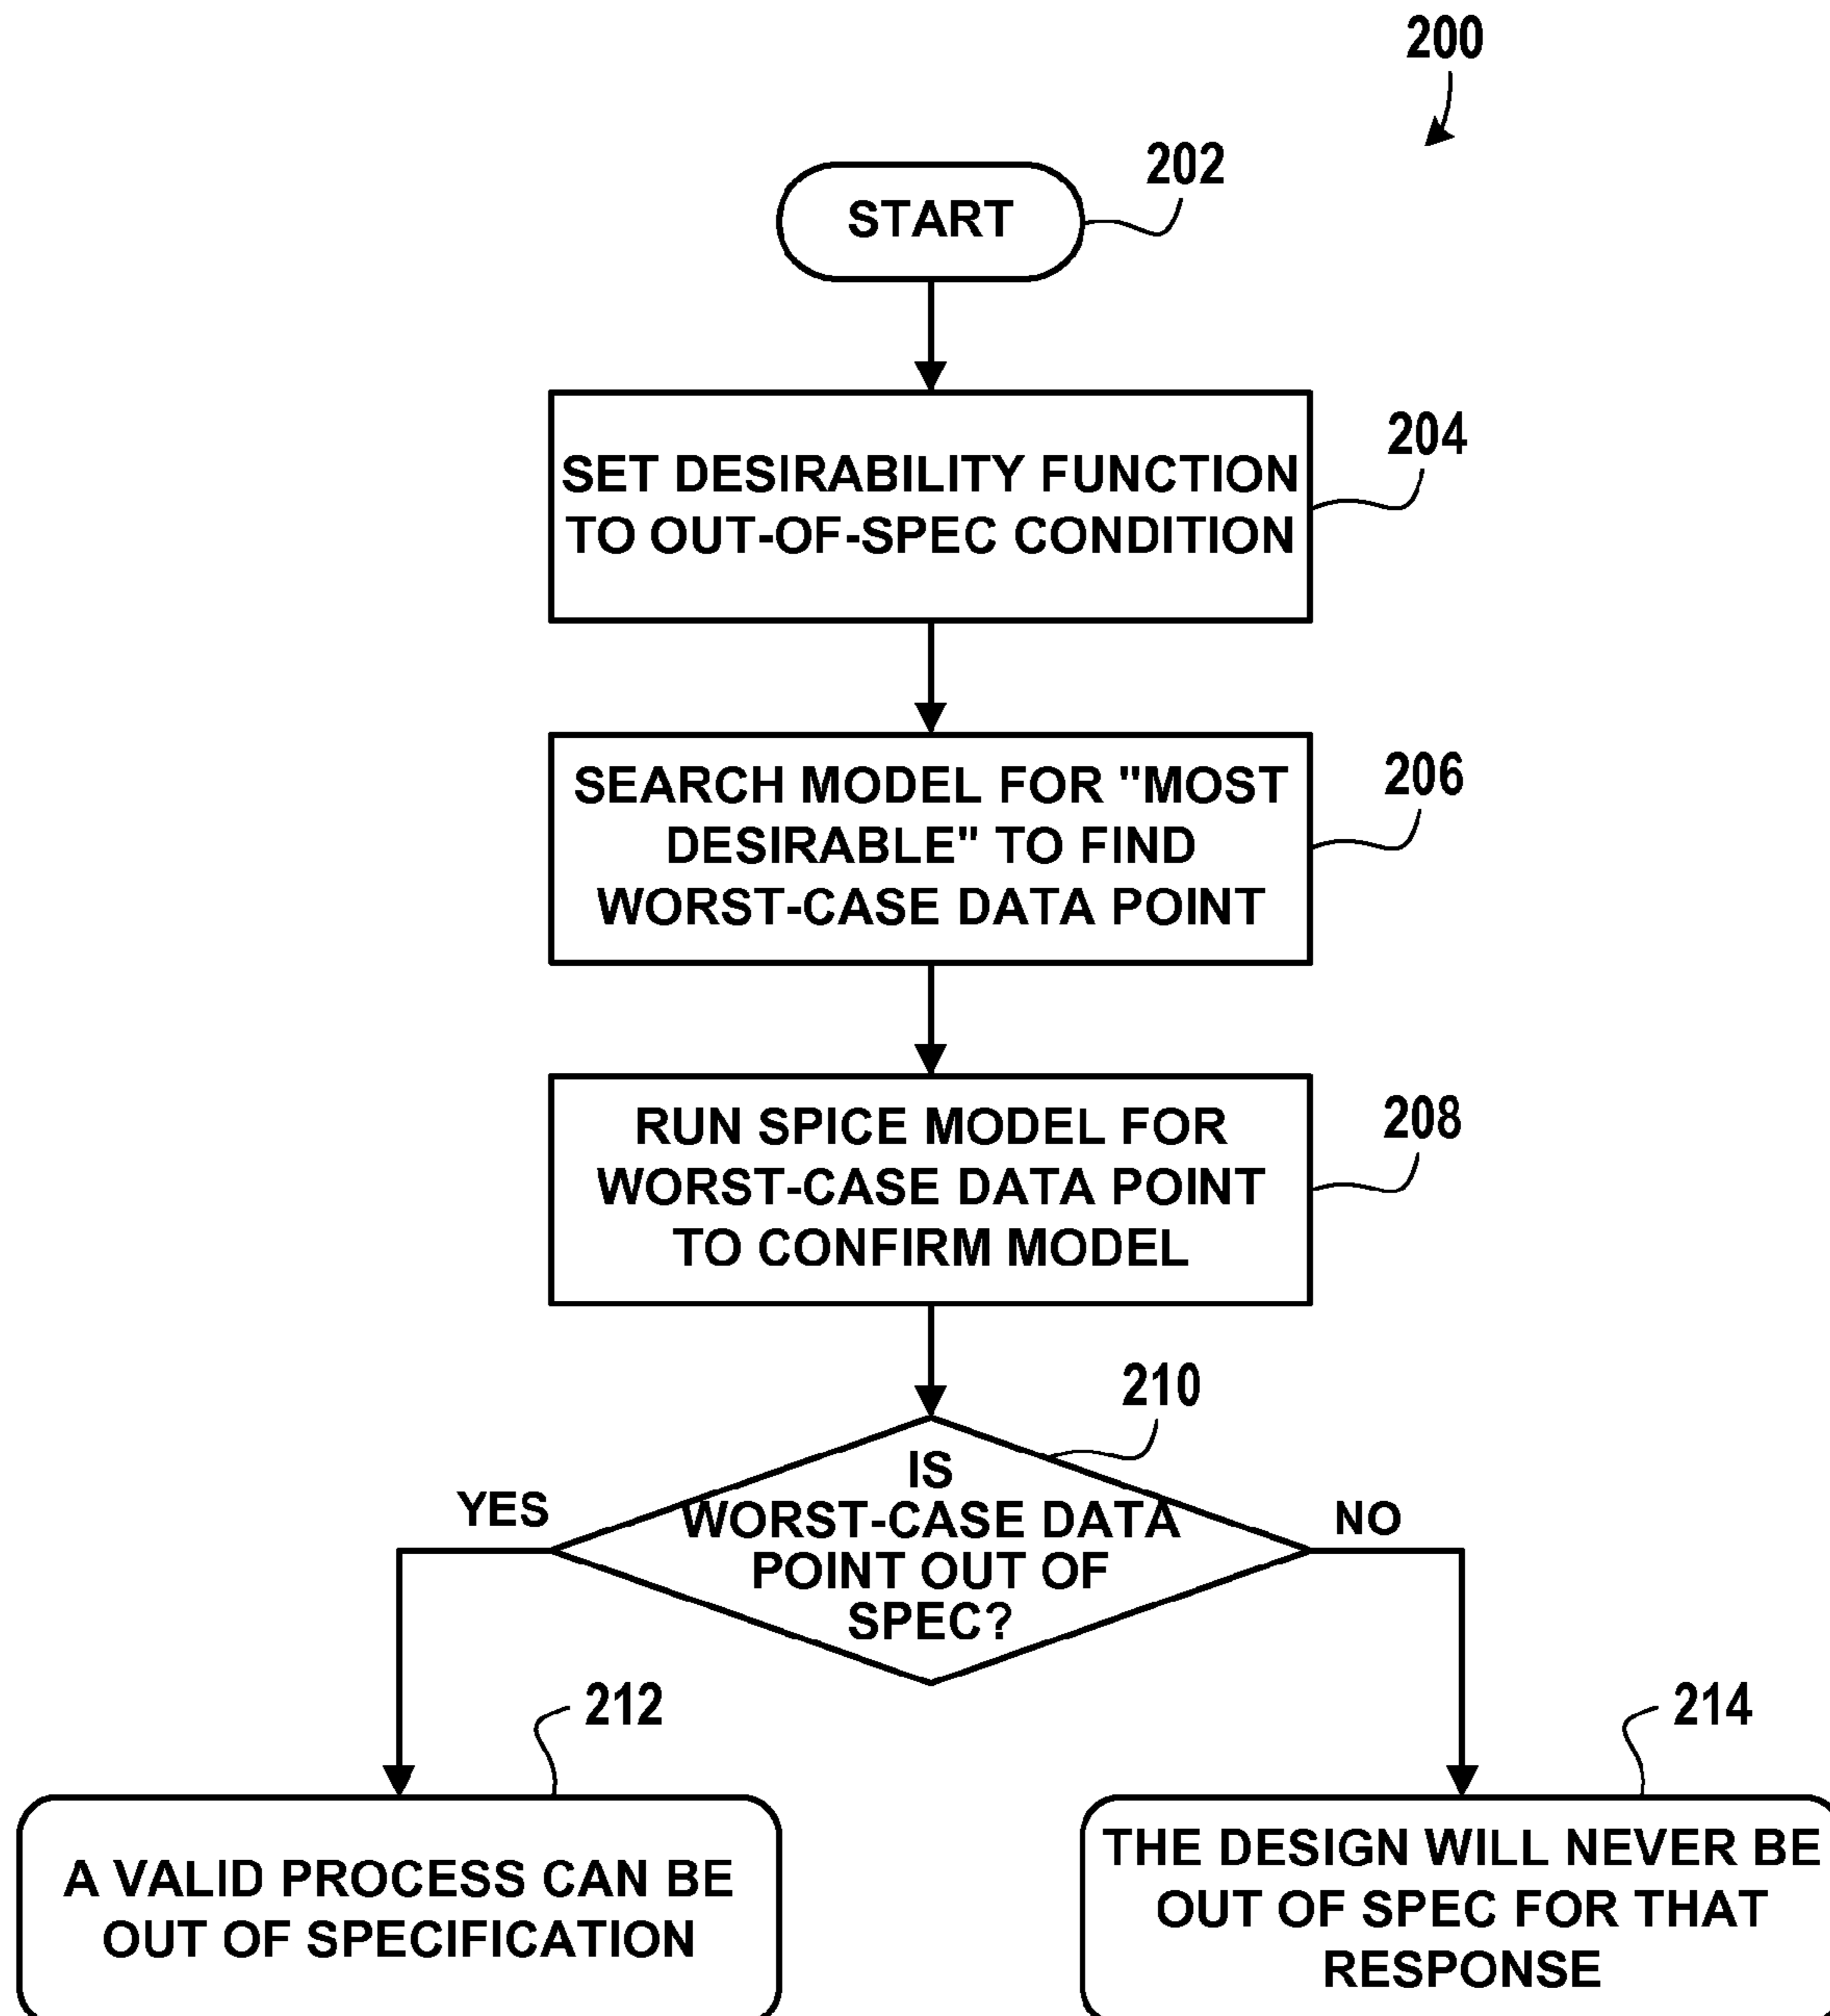 200
202
START
204
SET DESIRABILITY FUNCTION
TO OUT-OF-SPEC CONDITION
206
SEARCH MODEL FOR "MOST
DESIRABLE" TO FIND
WORST-CASE DATA POINT
208
RUN SPICE MODEL FOR
WORST-CASE DATA POINT
TO CONFIRM MODEL
210
IS
WORST-CASE DATA
POINT OUT OF
SPEC?
YES
NO
212
A VALID PROCESS CAN BE
OUT OF SPECIFICATION
214
THE DESIGN WILL NEVER BE
OUT OF SPEC FOR THAT
RESPONSE